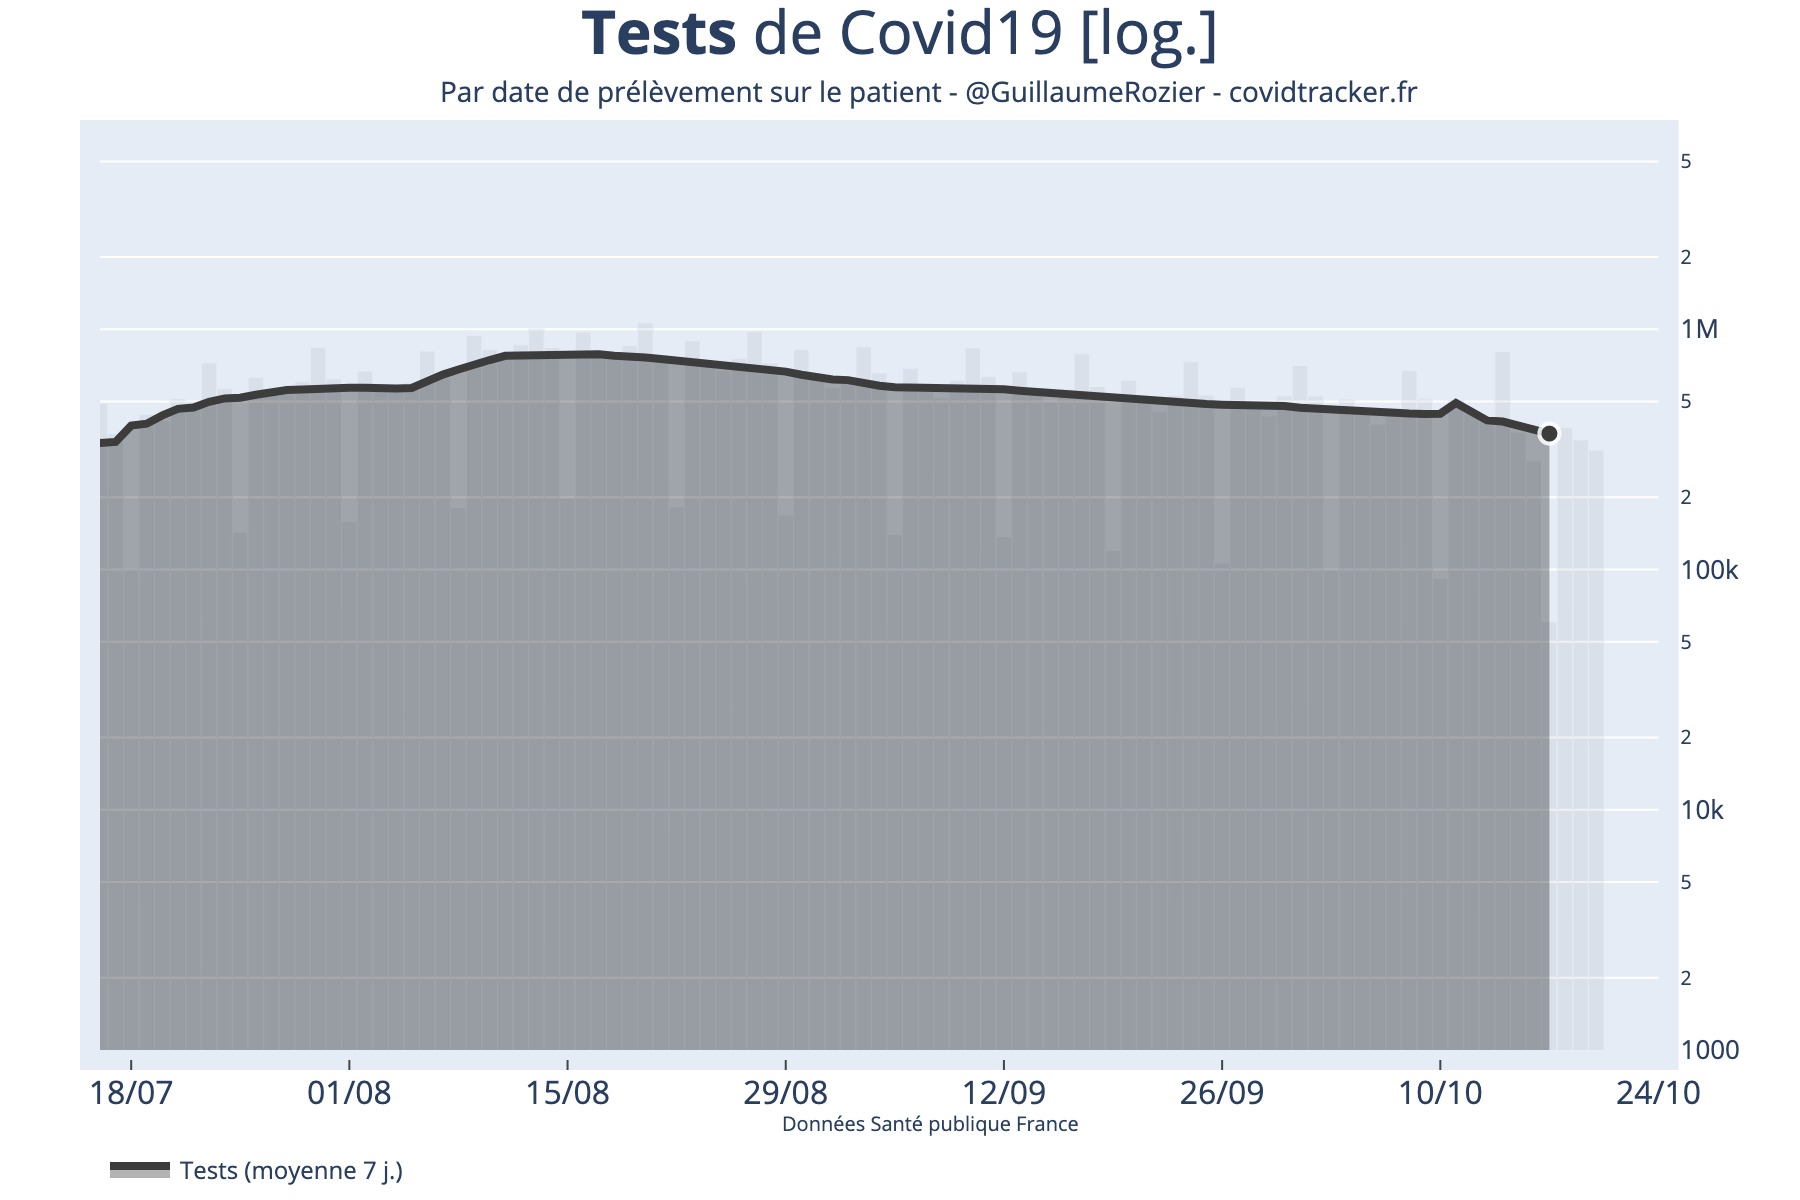 Tests de Covid19 [log.]
Par date de prélèvement sur le patient - @GuillaumeRozier - covidtracker.fr
5
2
1M
5
2
100k
5
2
10k
5
2
1000
18/07 01/08 15/08 29/08 12/09 26/09 10/10 24/10
Données Santé publique France
Tests (moyenne 7 j.)